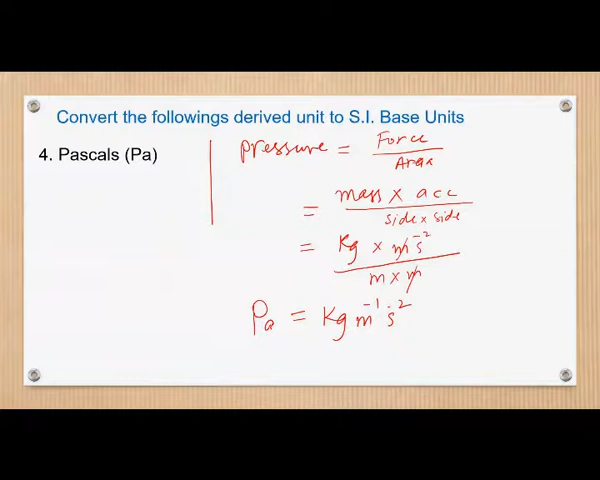 Convert the followings derived unit to S.I. Base Units
4. Pascals (Pa)
Pressure = Force / Area
= mass × acc / side × side
= Kg × m s⁻² / m × m
Pa = Kg m⁻¹ s⁻²